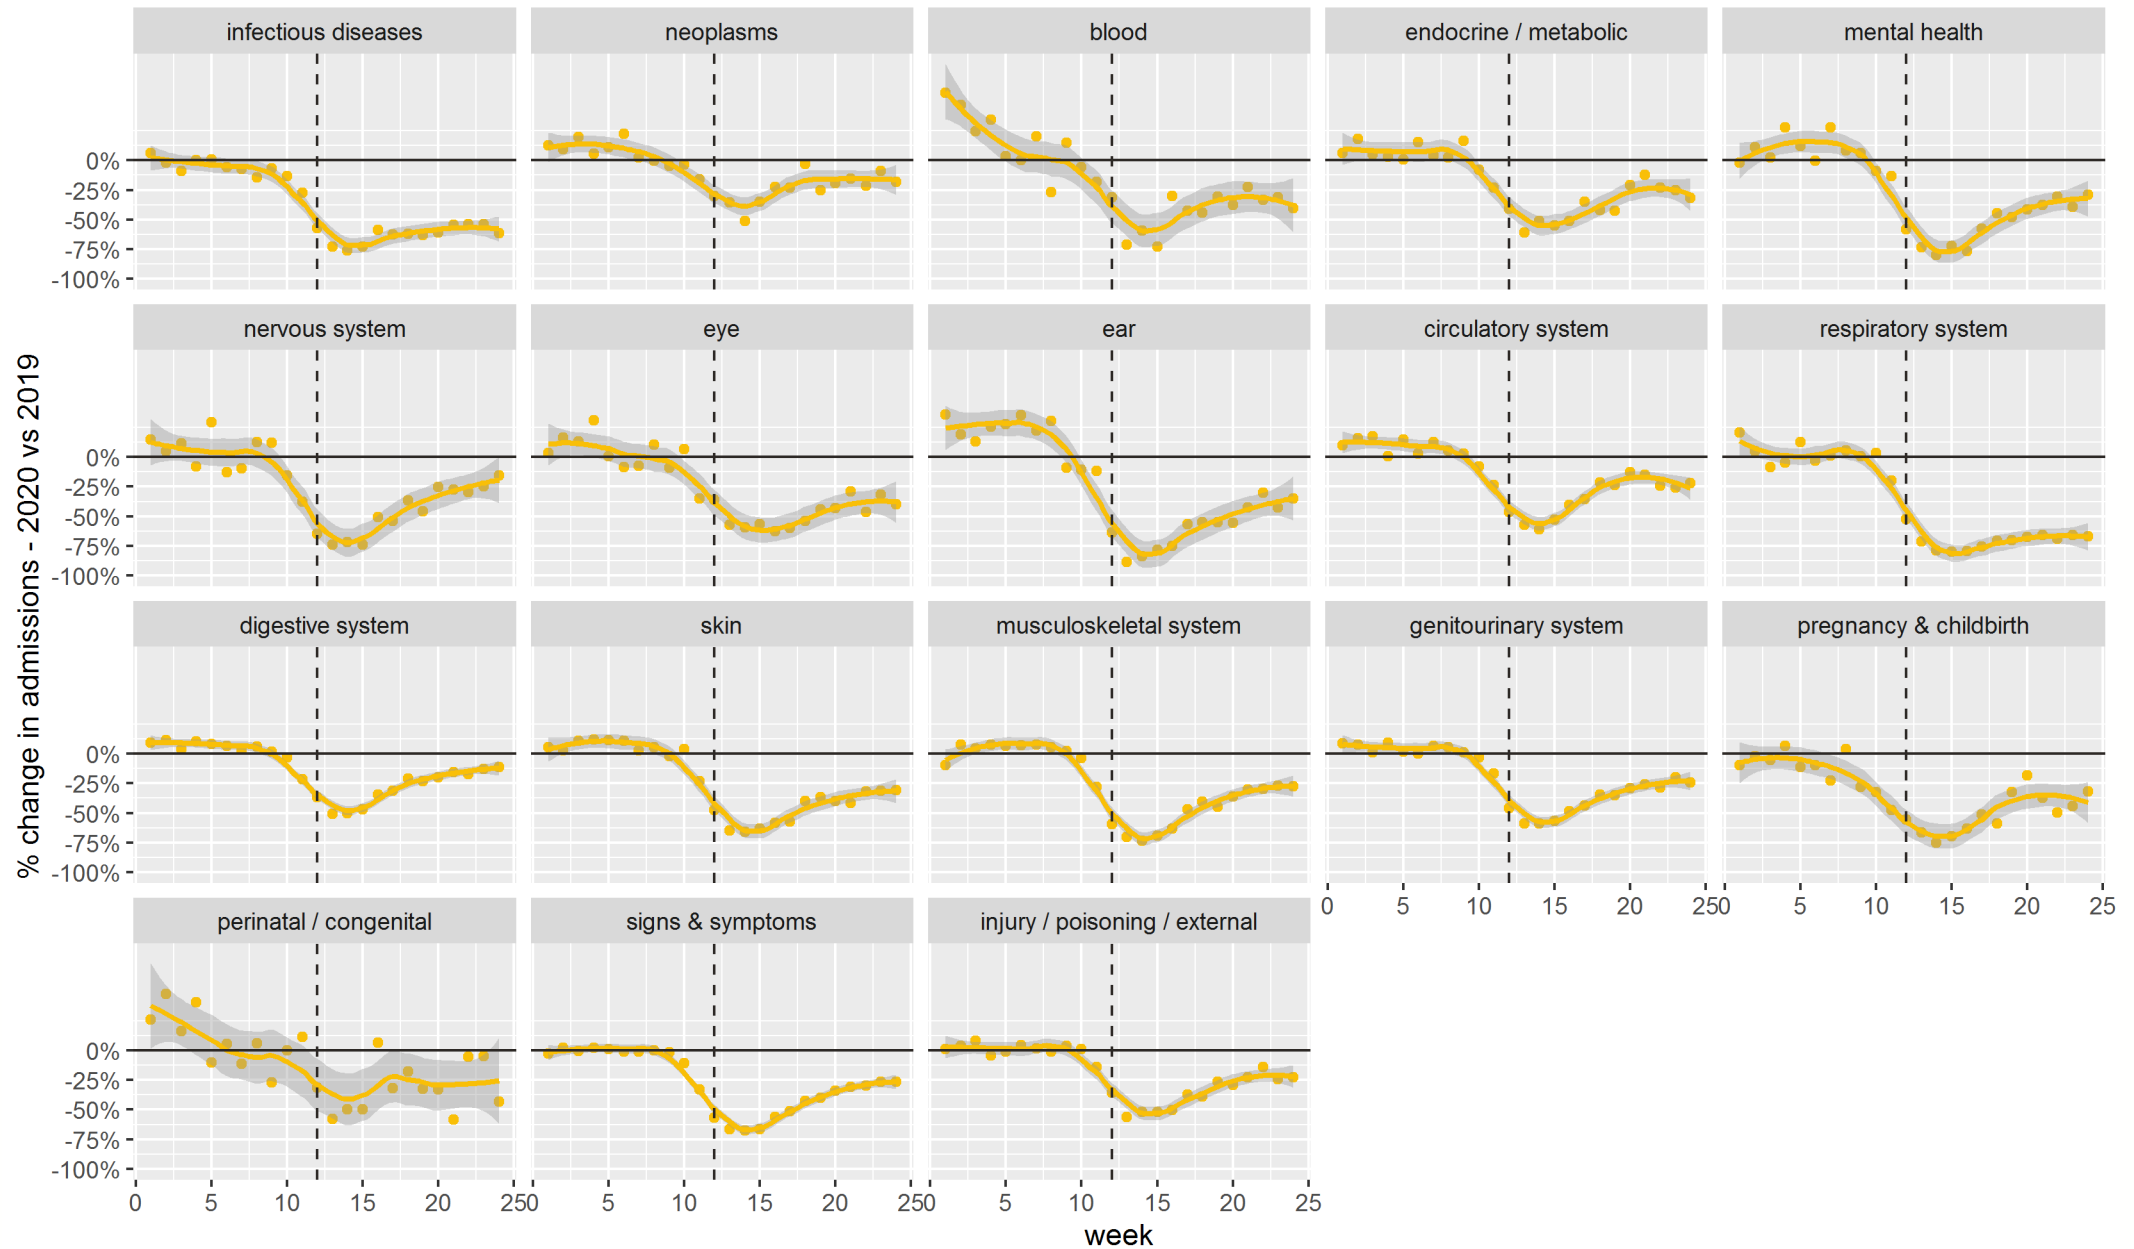 infectious diseases
neoplasms
blood
endocrine / metabolic
mental health
0%
-25%
-50%
-75%
-100%
nervous system
eye
ear
circulatory system
respiratory system
0%
-25%
-50%
-75%
-100%
% change in admissions - 2020 vs 2019
digestive system
skin
musculoskeletal system
genitourinary system
pregnancy & childbirth
0%
-25%
-50%
-75%
-100%
0 5 10 15 20 25
0 5 10 15 20 25
perinatal / congenital
signs & symptoms
injury / poisoning / external
0%
-25%
-50%
-75%
-100%
0 5 10 15 20 25
0 5 10 15 20 25
0 5 10 15 20 25
week